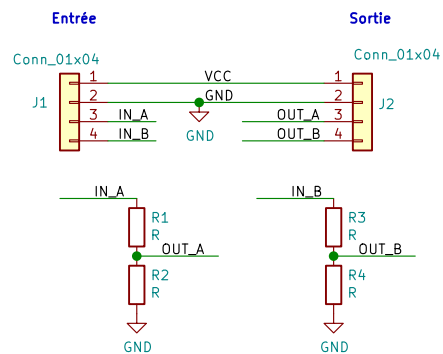 Entrée Sortie
Conn_01x04 Conn_01x04
J1 1 VCC 1 J2
2 GND 2
3 IN_A OUT_A 3
4 IN_B GND OUT_B 4
IN_A IN_B
R1 R3
R R
OUT_A OUT_B
R2 R4
R R
GND GND